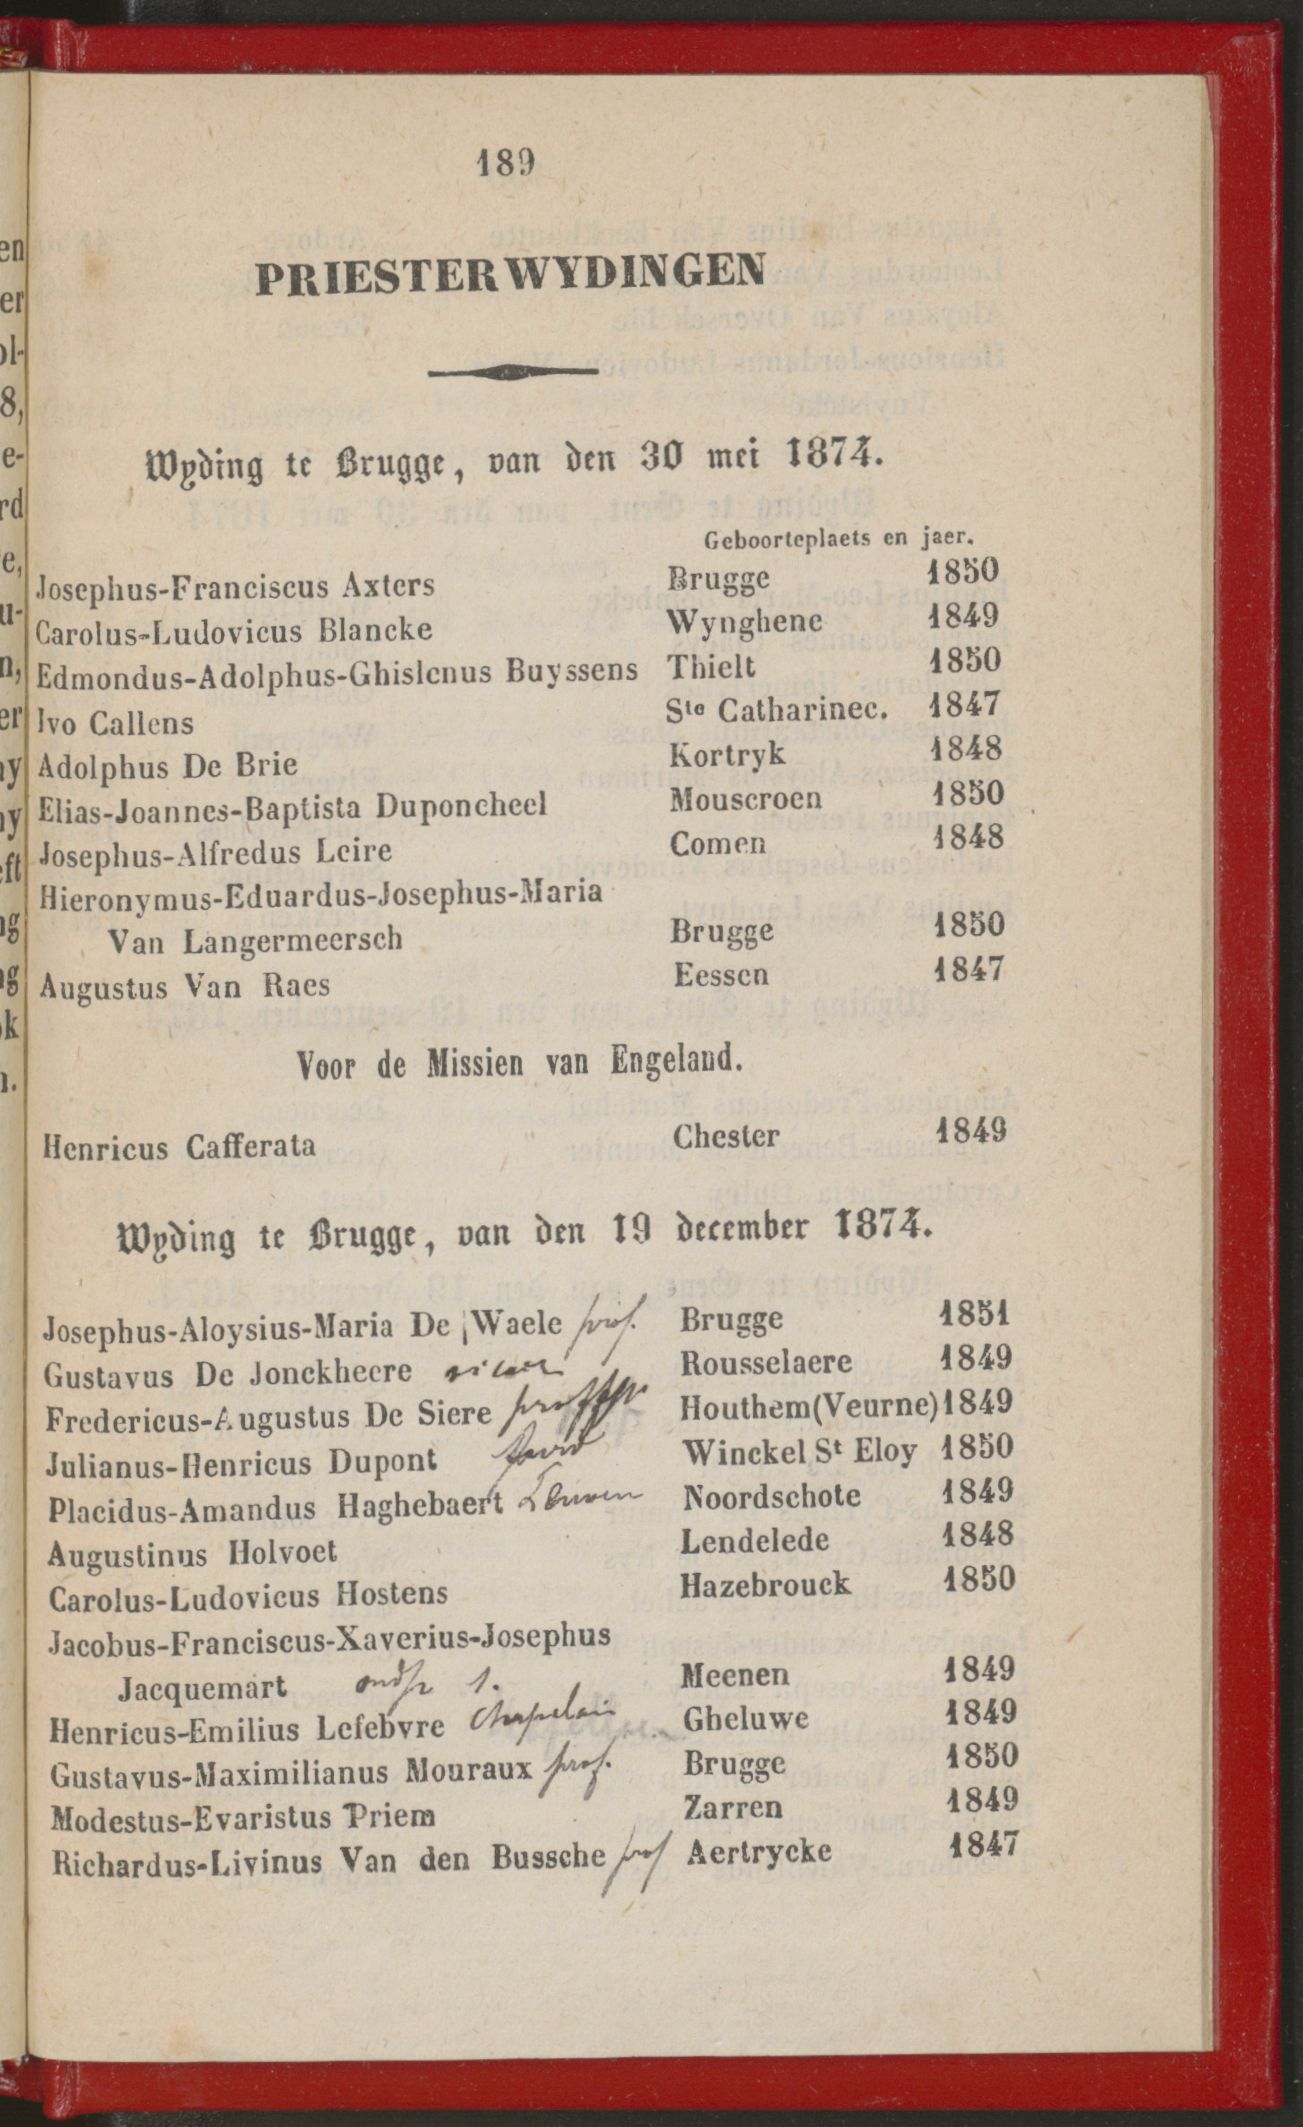 189
PRIESTERWYDINGEN
Wyding te Brugge, van den 30 mei 1874.
Geboorteplaets en jaer.
Josephus-Franciscus Axters Brugge 1850
Carolus-Ludovicus Blancke Wynghene 1849
Edmondus-Adolphus-Ghislenus Buyssens Thielt 1850
Ivo Callens Ste Catharinec. 1847
Adolphus De Brie Kortryk 1848
Elias-Joannes-Baptista Duponcheel Mouscroen 1850
Josephus-Alfredus Leire Comen 1848
Hieronymus-Eduardus-Josephus-Maria
Van Langermeersch Brugge 1850
Augustus Van Raes Eessen 1847
Voor de Missien van Engeland.
Henricus Cafferata Chester 1849
Wyding te Brugge, van den 19 december 1874.
Josephus-Aloysius-Maria De Waele prof. Brugge 1851
Gustavus De Jonckheere Rousselaere 1849
Fredericus-Augustus De Siere Houthem(Veurne) 1849
Julianus-Henricus Dupont Winckel St Eloy 1850
Placidus-Amandus Haghebaert Leuven Noordschote 1849
Augustinus Holvoet Lendelede 1848
Carolus-Ludovicus Hostens Hazebrouck 1850
Jacobus-Franciscus-Xaverius-Josephus
Jacquemart Meenen 1849
Henricus-Emilius Lefebvre Chapelain Gheluwe 1849
Gustavus-Maximilianus Mouraux prof. Brugge 1850
Modestus-Evaristus Priem Zarren 1849
Richardus-Livinus Van den Bussche prof Aertrycke 1847